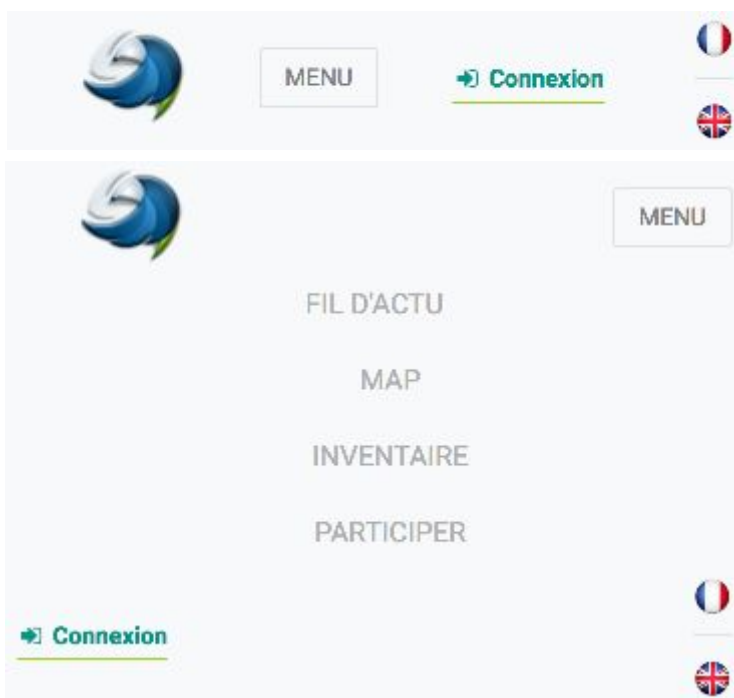 MENU
Connexion
MENU
FIL D'ACTU
MAP
INVENTAIRE
PARTICIPER
Connexion